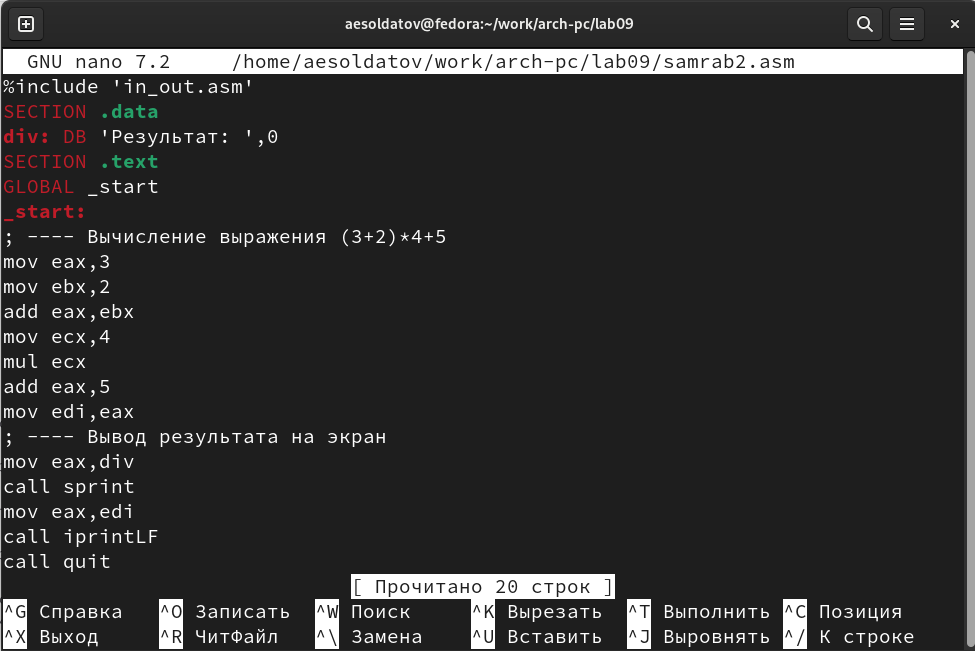 aesoldatov@fedora:~/work/arch-pc/lab09
GNU nano 7.2 /home/aesoldatov/work/arch-pc/lab09/samrab2.asm
%include 'in_out.asm'
SECTION .data
div: DB 'Результат: ',0
SECTION .text
GLOBAL _start
_start:
; ---- Вычисление выражения (3+2)*4+5
mov eax,3
mov ebx,2
add eax,ebx
mov ecx,4
mul ecx
add eax,5
mov edi,eax
; ---- Вывод результата на экран
mov eax,div
call sprint
mov eax,edi
call iprintLF
call quit
[ Прочитано 20 строк ]
^G Справка ^O Записать ^W Поиск ^K Вырезать ^T Выполнить ^C Позиция
^X Выход ^R ЧитФайл ^\ Замена ^U Вставить ^J Выровнять ^/ К строке